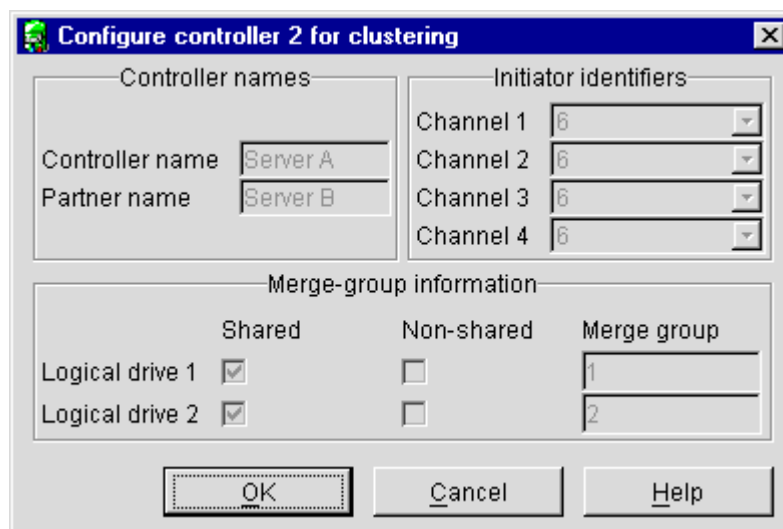 Configure controller 2 for clustering
Controller names
Controller name Server A
Partner name Server B
Initiator identifiers
Channel 1 6
Channel 2 6
Channel 3 6
Channel 4 6
Merge-group information
Shared Non-shared Merge group
Logical drive 1 1
Logical drive 2 2
OK Cancel Help